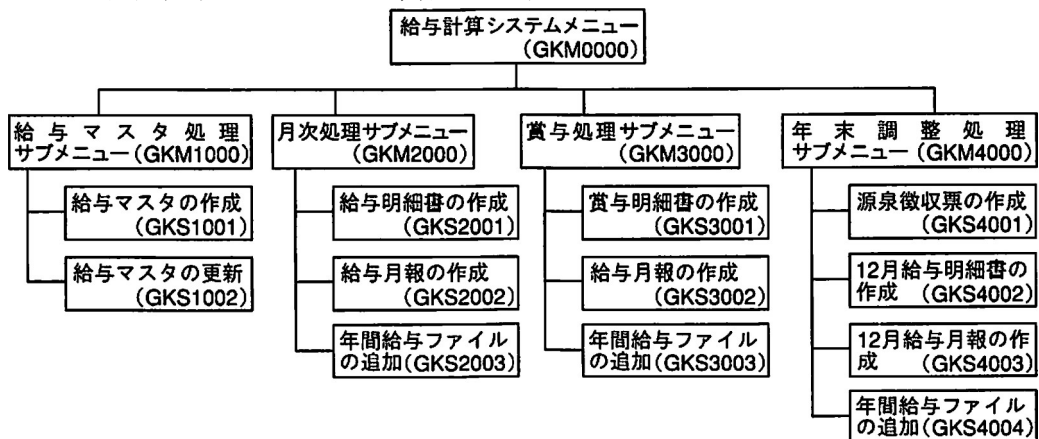 給与計算システムメニュー
(GKM0000)
給与マスタ処理
サブメニュー(GKM1000)
給与マスタの作成
(GKS1001)
給与マスタの更新
(GKS1002)
月次処理サブメニュー
(GKM2000)
給与明細書の作成
(GKS2001)
給与月報の作成
(GKS2002)
年間給与ファイル
の追加(GKS2003)
賞与処理サブメニュー
(GKM3000)
賞与明細書の作成
(GKS3001)
給与月報の作成
(GKS3002)
年間給与ファイル
の追加(GKS3003)
年末調整処理
サブメニュー(GKM4000)
源泉徴収票の作成
(GKS4001)
12月給与明細書の
作成 (GKS4002)
12月給与月報の作
成 (GKS4003)
年間給与ファイル
の追加(GKS4004)